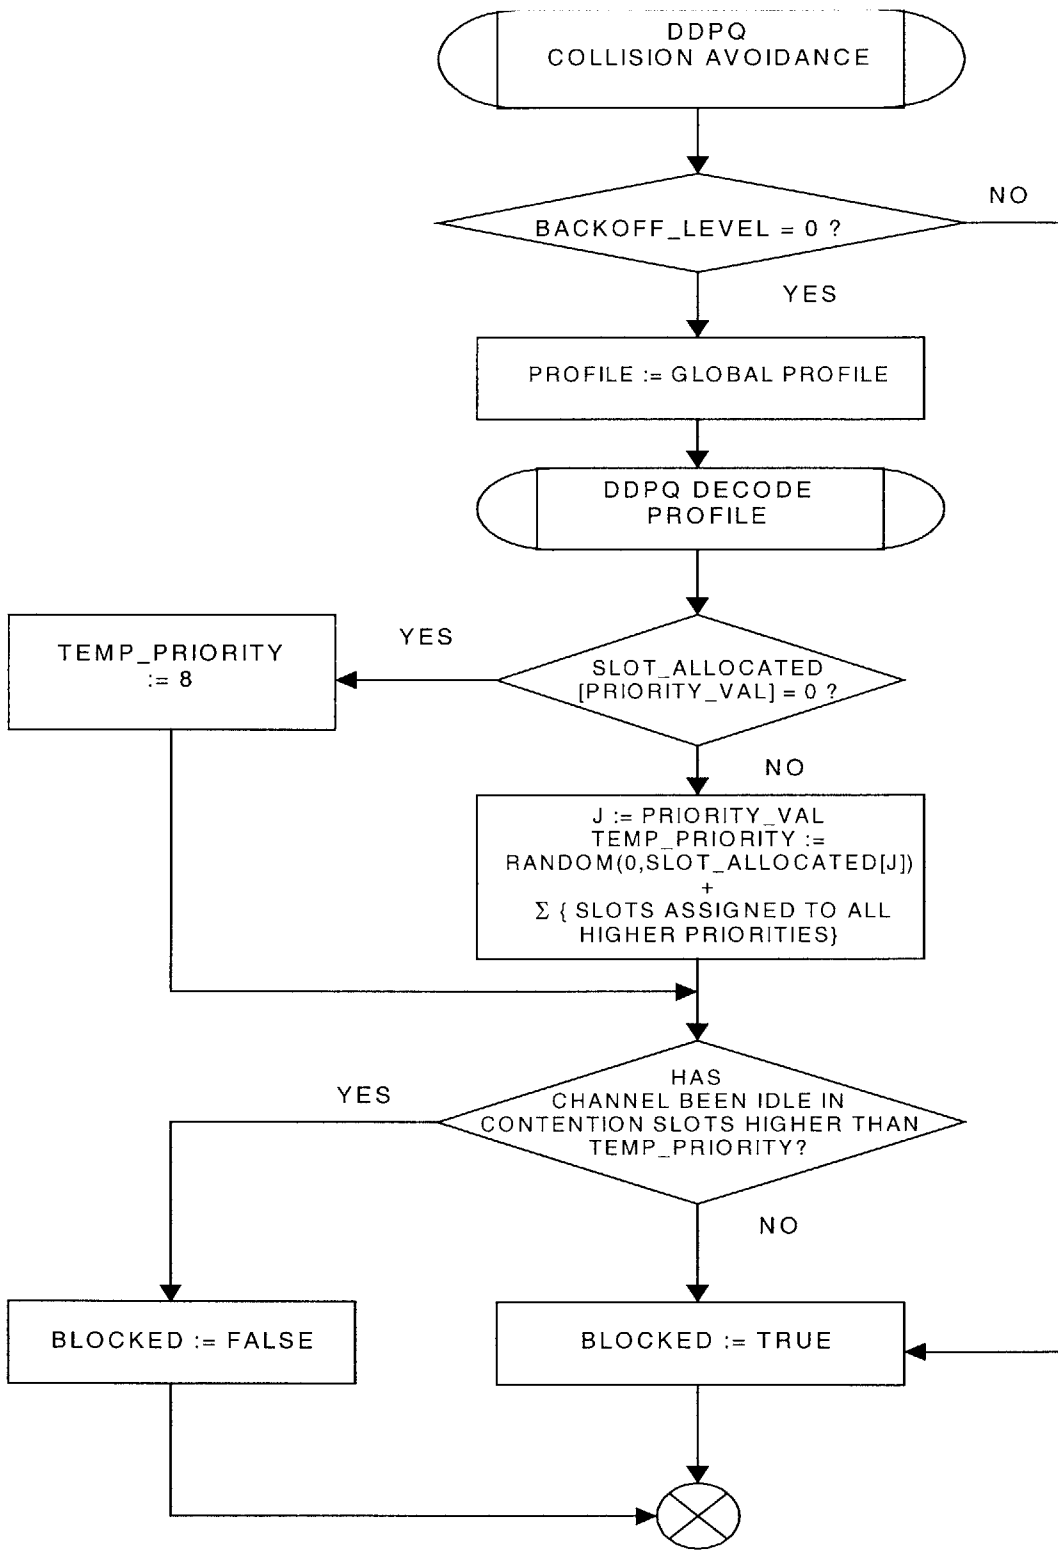 DDPQ
COLLISION AVOIDANCE
NO
BACKOFF_LEVEL = 0 ?
YES
PROFILE := GLOBAL PROFILE
DDPQ DECODE
PROFILE
YES
TEMP_PRIORITY
:= 8
SLOT_ALLOCATED
[PRIORITY_VAL] = 0 ?
NO
J := PRIORITY_VAL
TEMP_PRIORITY :=
RANDOM(0,SLOT_ALLOCATED[J])
+
Σ { SLOTS ASSIGNED TO ALL
HIGHER PRIORITIES}
HAS
CHANNEL BEEN IDLE IN
CONTENTION SLOTS HIGHER THAN
TEMP_PRIORITY?
YES
NO
BLOCKED := FALSE
BLOCKED := TRUE